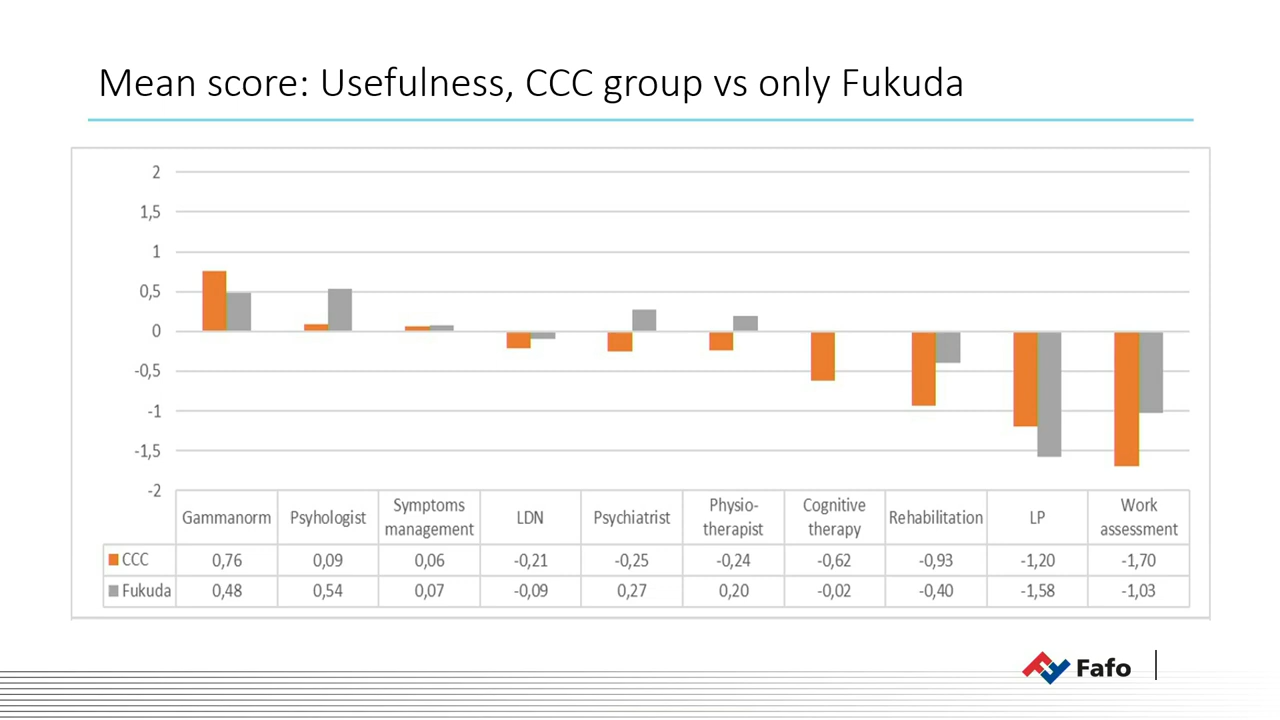 Mean score: Usefulness, CCC group vs only Fukuda
2
1,5
1
0,5
0
-0,5
-1
-1,5
-2
Gammanorm Psyhologist Symptoms management LDN Psychiatrist Physio-therapist Cognitive therapy Rehabilitation LP Work assessment
CCC 0,76 0,09 0,06 -0,21 -0,25 -0,24 -0,62 -0,93 -1,20 -1,70
Fukuda 0,48 0,54 0,07 -0,09 0,27 0,20 -0,02 -0,40 -1,58 -1,03
Fafo